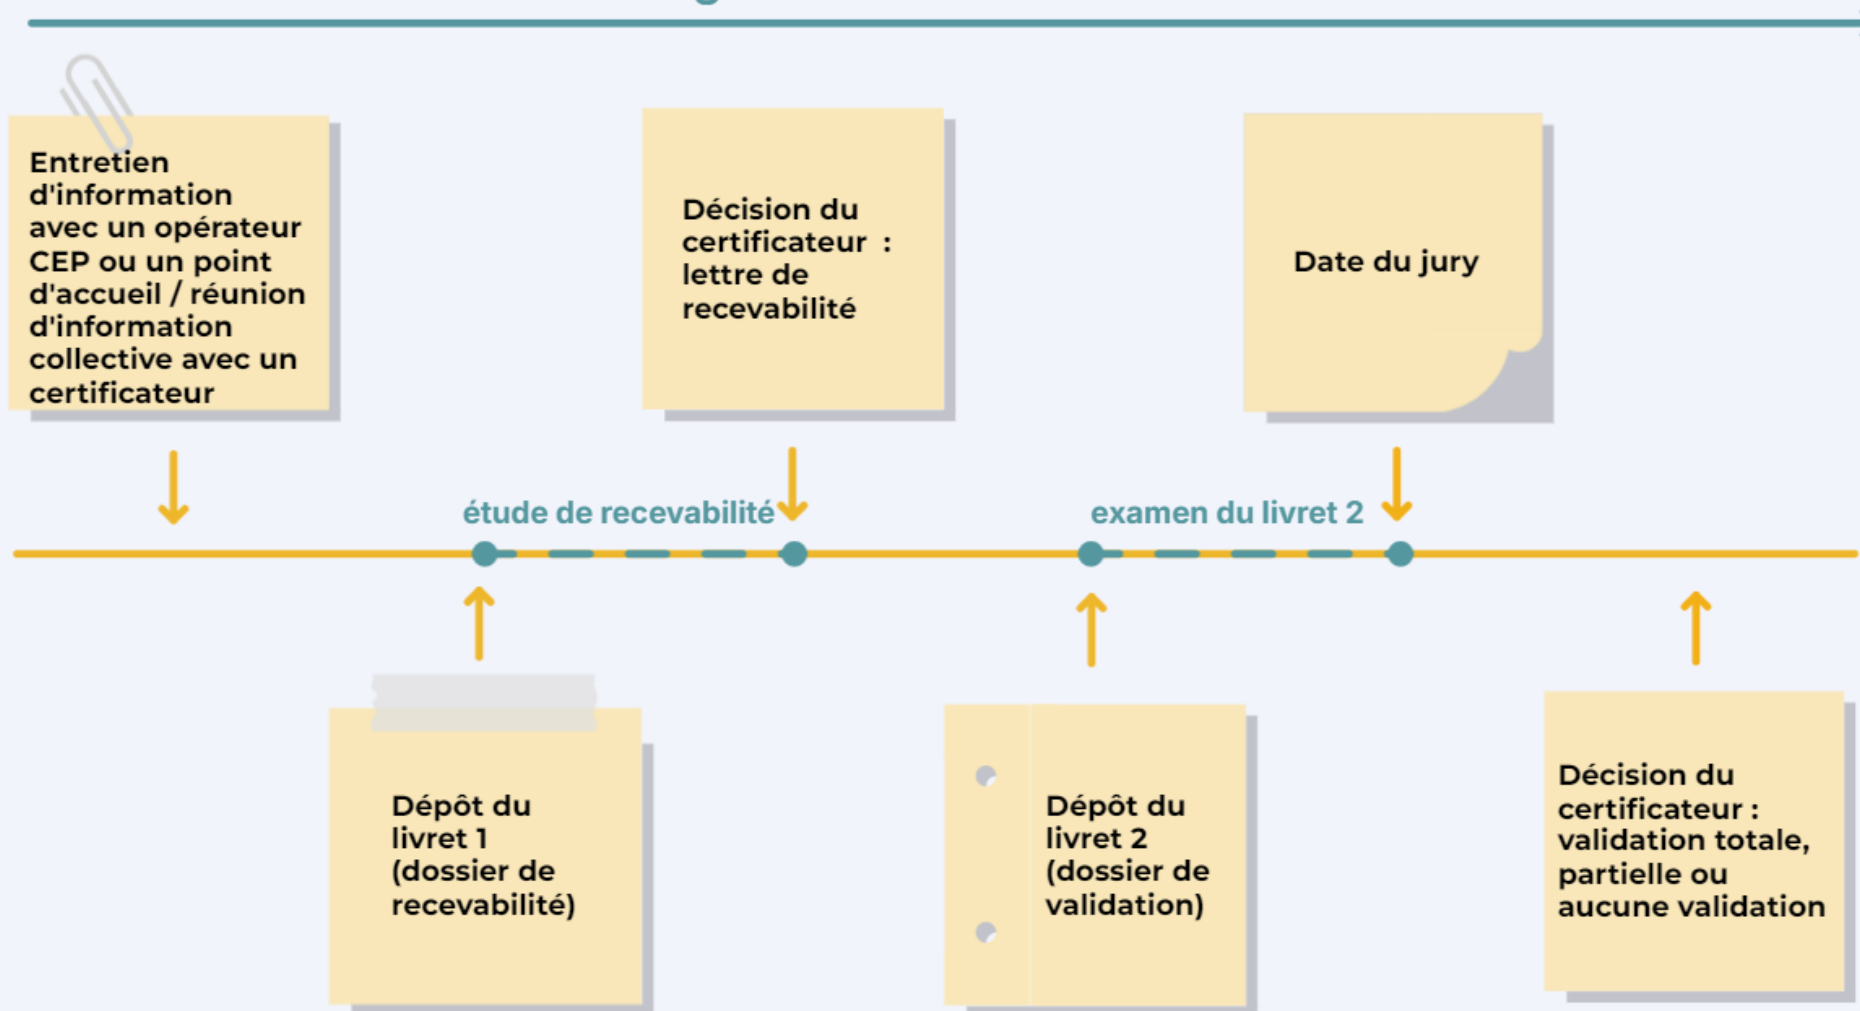 Entretien
d'information
avec un opérateur
CEP ou un point
d'accueil / réunion
d'information
collective avec un
certificateur
Décision du
certificateur :
lettre de
recevabilité
Date du jury
étude de recevabilité
examen du livret 2
Dépôt du
livret 1
(dossier de
recevabilité)
Dépôt du
livret 2
(dossier de
validation)
Décision du
certificateur :
validation totale,
partielle ou
aucune validation